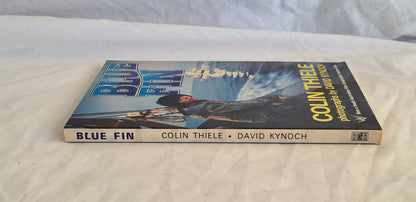 BLUE
FIN
COLIN THIELE
photographs by DAVID KYNOCH
BLUE FIN COLIN THIELE • DAVID KYNOCH